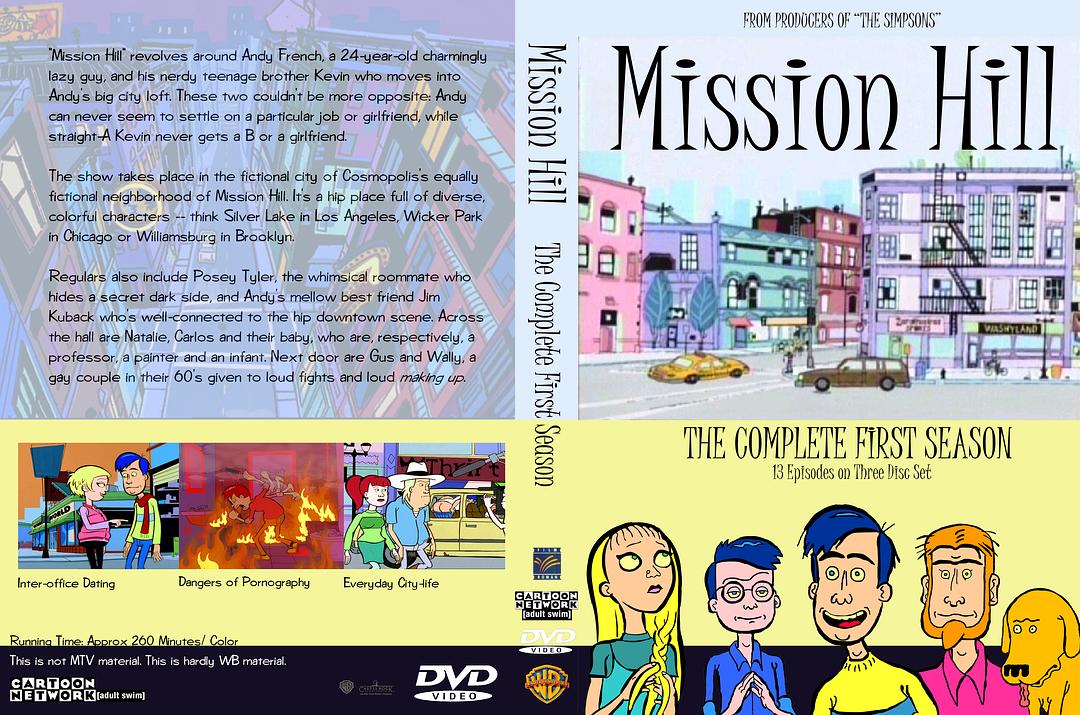 "Mission Hill" revolves around Andy French, a 24-year-old charmingly
lazy guy, and his nerdy teenage brother Kevin who moves into
Andy's big city loft. These two couldn't be more opposite: Andy
can never seem to settle on a particular job or girlfriend, while
straight-A Kevin never gets a B or a girlfriend.
The show takes place in the fictional city of Cosmopolis's equally
fictional neighborhood of Mission Hill. It's a hip place full of diverse,
colorful characters -- think Silver Lake in Los Angeles, Wicker Park
in Chicago or Williamsburg in Brooklyn.
Regulars also include Posey Tyler, the whimsical roommate who
hides a secret dark side, and Andy's mellow best friend Jim
Kuback who's well-connected to the hip downtown scene. Across
the hall are Natalie, Carlos and their baby, who are, respectively, a
professor, a painter and an infant. Next door are Gus and Wally, a
gay couple in their 60's given to loud fights and loud making up.
Inter-office Dating
Dangers of Pornography
Everyday City-life
Running Time: Approx 260 Minutes/ Color
This is not MTV material. This is hardly WB material.
CARTOON
NETWORK [adult swim]
DVD
VIDEO
Mission Hill The Complete First Season
FILM
ROMAN
CARTOON
NETWORK
[adult swim]
DVD
VIDEO
FROM PRODUCERS OF "THE SIMPSONS"
Mission Hill
WASHYLAND
THE COMPLETE FIRST SEASON
13 Episodes on Three Disc Set